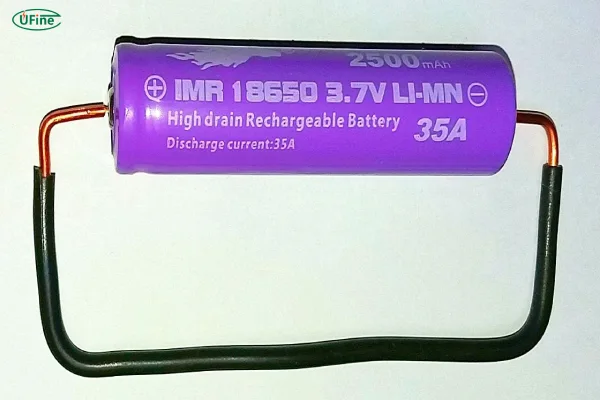 UFine
2500mAh
+ IMR 18650 3.7V LI-MN −
High drain Rechargeable Battery
Discharge current:35A
35A